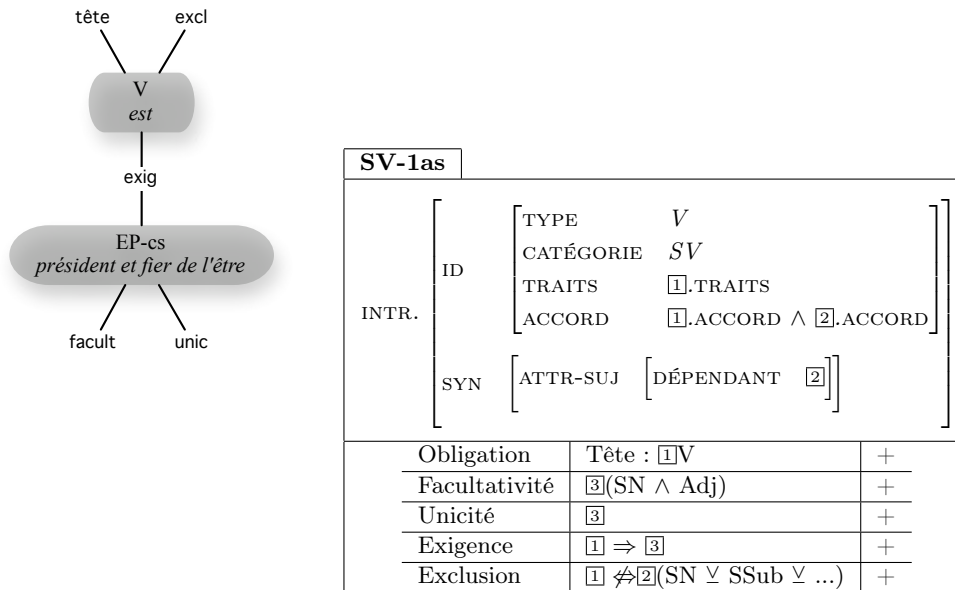 tête excl
V
est
exig
EP-cs
président et fier de l'être
facult unic
SV-1as
INTR. [ID [TYPE V
CATÉGORIE SV
TRAITS [1].TRAITS
ACCORD [1].ACCORD ∧ [2].ACCORD]
SYN [ATTR-SUJ [DÉPENDANT [2]]]]
Obligation Tête : [1]V +
Facultativité [3](SN ∧ Adj) +
Unicité [3] +
Exigence [1] ⇒ [3] +
Exclusion [1] ⇎ [2](SN ⊻ SSub ⊻ ...) +